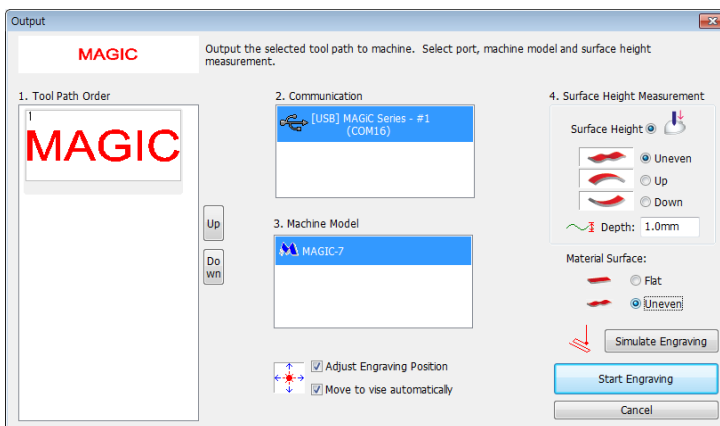 Output
MAGIC
Output the selected tool path to machine.  Select port, machine model and surface height
measurement.
1. Tool Path Order
1
MAGIC
Up
Do
wn
2. Communication
[USB] MAGiC Series - #1
(COM16)
3. Machine Model
MAGIC-7
Adjust Engraving Position
Move to vise automatically
4. Surface Height Measurement
Surface Height
Uneven
Up
Down
Depth: 1.0mm
Material Surface:
Flat
Uneven
Simulate Engraving
Start Engraving
Cancel